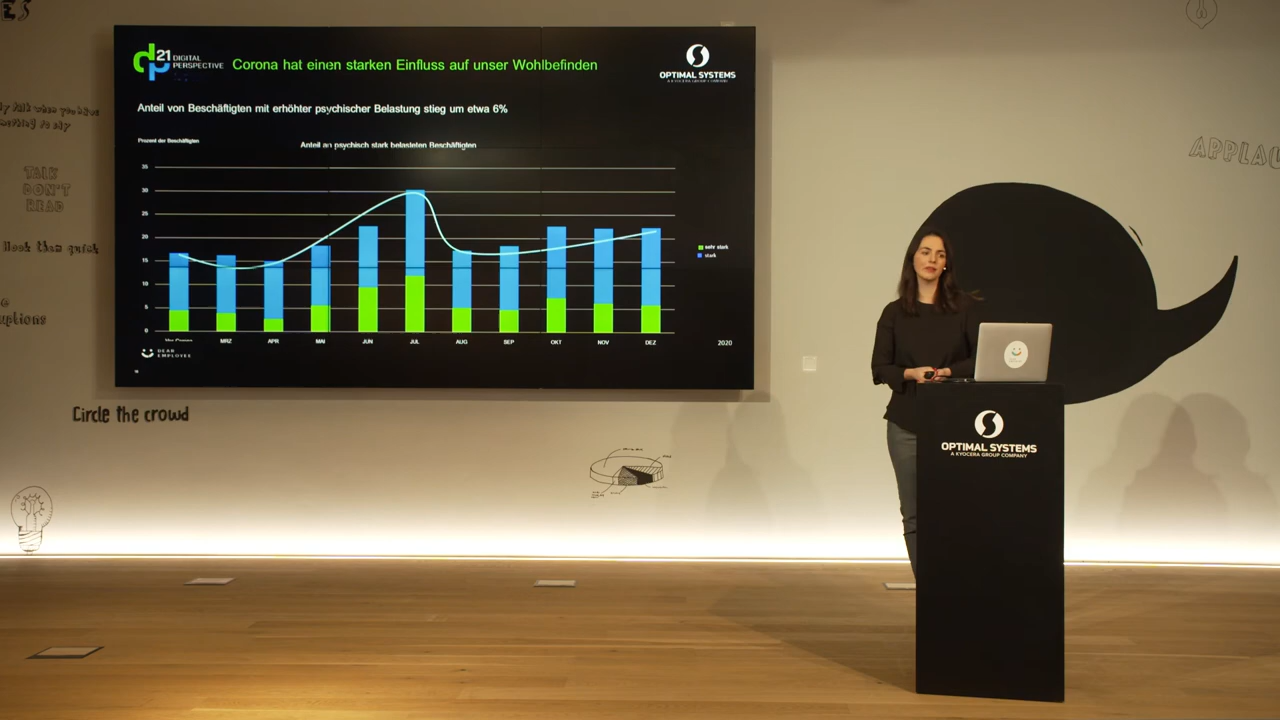 21 DIGITAL
PERSPECTIVE
Corona hat einen starken Einfluss auf unser Wohlbefinden
OPTIMAL SYSTEMS
Anteil von Beschäftigten mit erhöhter psychischer Belastung stieg um etwa 6%
Prozent der Beschäftigten
Anteil an psychisch stark belasteten Beschäftigten
35
30
25
20
15
10
5
0
sehr stark
stark
Vor Corona MRZ APR MAI JUN JUL AUG SEP OKT NOV DEZ 2020
DEAR
EMPLOYEE
TALK
DON'T
READ
Circle the crowd
APPLAU
OPTIMAL SYSTEMS
A KYOCERA GROUP COMPANY